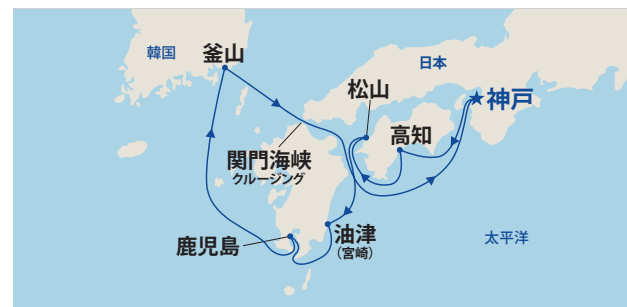 韓国
釜山
日本
松山
神戸
高知
関門海峡
クルージング
鹿児島
油津
(宮崎)
太平洋